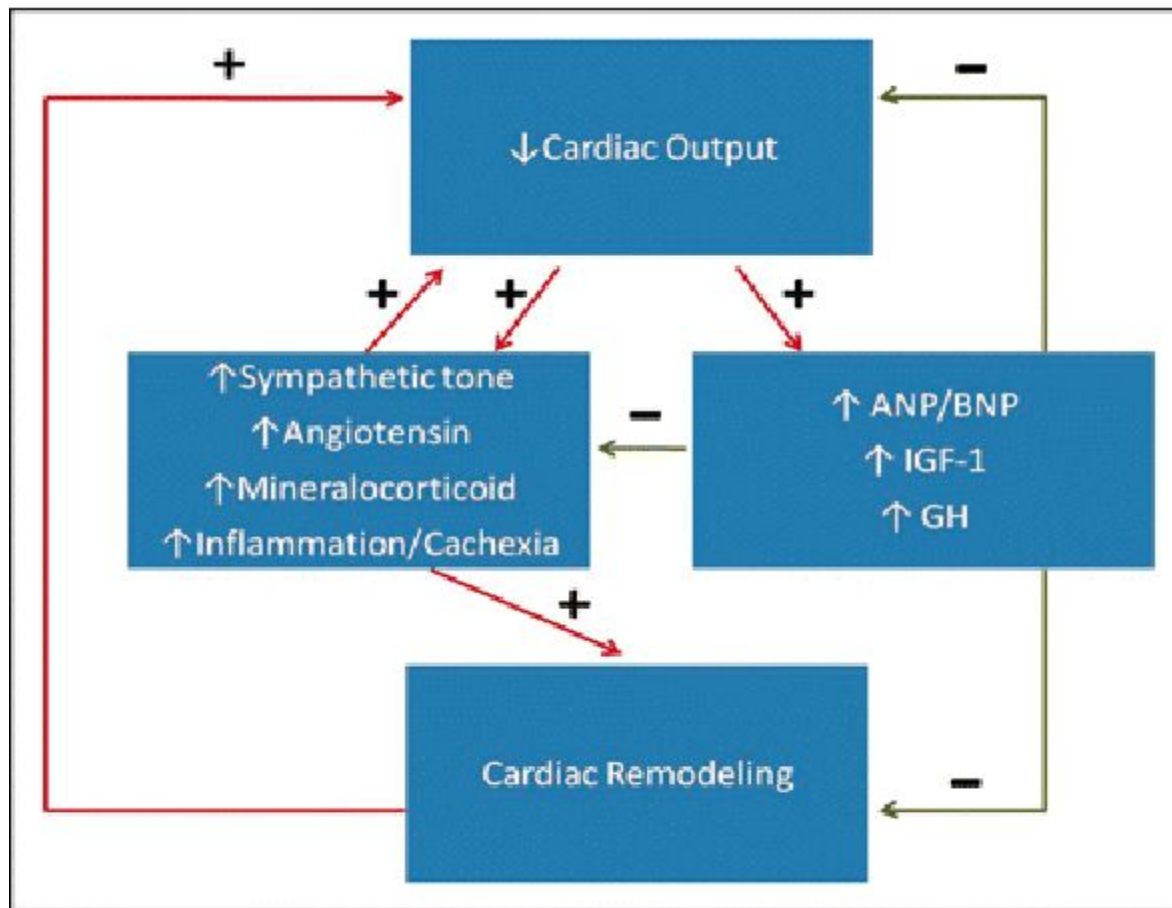 +
−
↓Cardiac Output
+
+
+
↑Sympathetic tone
↑Angiotensin
↑Mineralocorticoid
↑Inflammation/Cachexia
−
↑ ANP/BNP
↑ IGF-1
↑ GH
+
Cardiac Remodeling
−